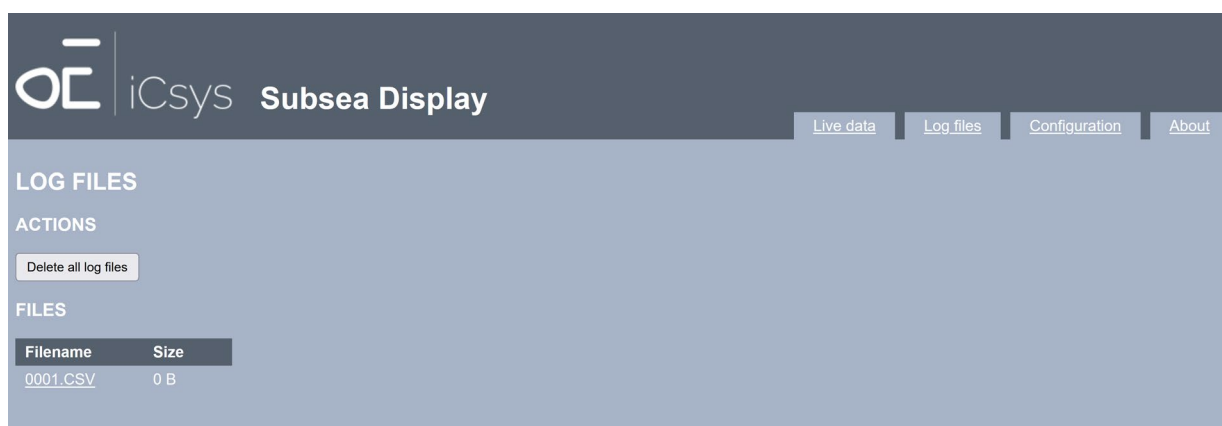 iCsys Subsea Display
Live data Log files Configuration About
LOG FILES
ACTIONS
Delete all log files
FILES
Filename Size
0001.CSV 0 B